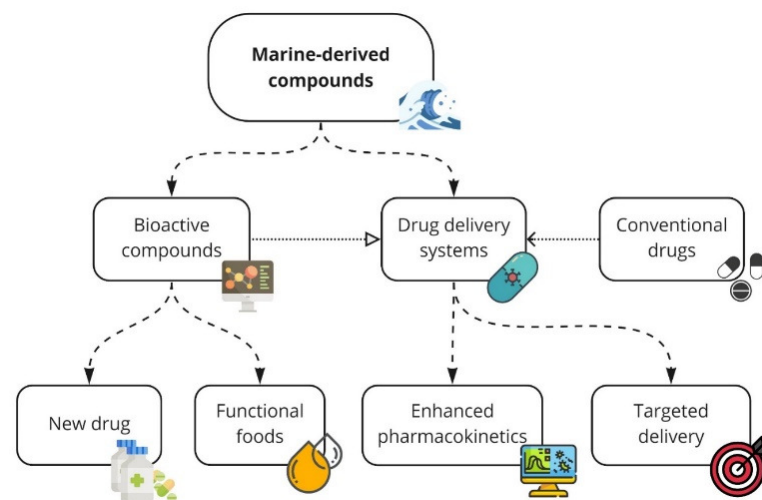 Marine-derived
compounds
Bioactive
compounds
Drug delivery
systems
Conventional
drugs
New drug
Functional
foods
Enhanced
pharmacokinetics
Targeted
delivery